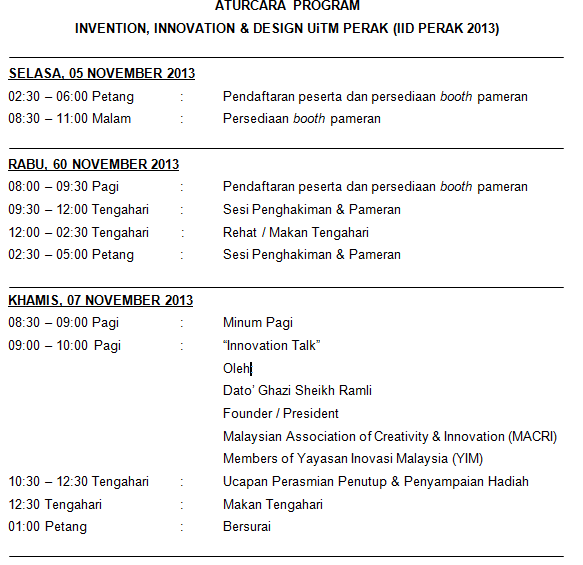 ATURCARA PROGRAM
INVENTION, INNOVATION & DESIGN UiTM PERAK (IID PERAK 2013)
SELASA, 05 NOVEMBER 2013
02:30 – 06:00 Petang : Pendaftaran peserta dan persediaan booth pameran
08:30 – 11:00 Malam : Persediaan booth pameran
RABU, 60 NOVEMBER 2013
08:00 – 09:30 Pagi : Pendaftaran peserta dan persediaan booth pameran
09:30 – 12:00 Tengahari : Sesi Penghakiman & Pameran
12:00 – 02:30 Tengahari : Rehat / Makan Tengahari
02:30 – 05:00 Petang : Sesi Penghakiman & Pameran
KHAMIS, 07 NOVEMBER 2013
08:30 – 09:00 Pagi : Minum Pagi
09:00 – 10:00 Pagi : “Innovation Talk”
Oleh
Dato’ Ghazi Sheikh Ramli
Founder / President
Malaysian Association of Creativity & Innovation (MACRI)
Members of Yayasan Inovasi Malaysia (YIM)
10:30 – 12:30 Tengahari : Ucapan Perasmian Penutup & Penyampaian Hadiah
12:30 Tengahari : Makan Tengahari
01:00 Petang : Bersurai